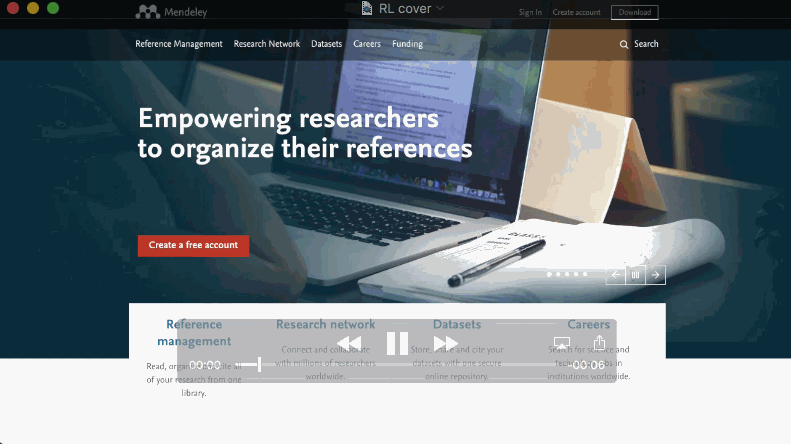 RL cover
Mendeley
Sign In Create account Download
Reference Management Research Network Datasets Careers Funding Search
Empowering researchers
to organize their references
Create a free account
Reference
management
Read, organize cite all
of your research from one
library.
Research network
Connect and collaborate
with millions of researchers
worldwide.
Datasets
Store, share and cite your
datasets with one secure
online repository.
Careers
Search for science and
jobs in
institutions worldwide.
00:00
-00:06